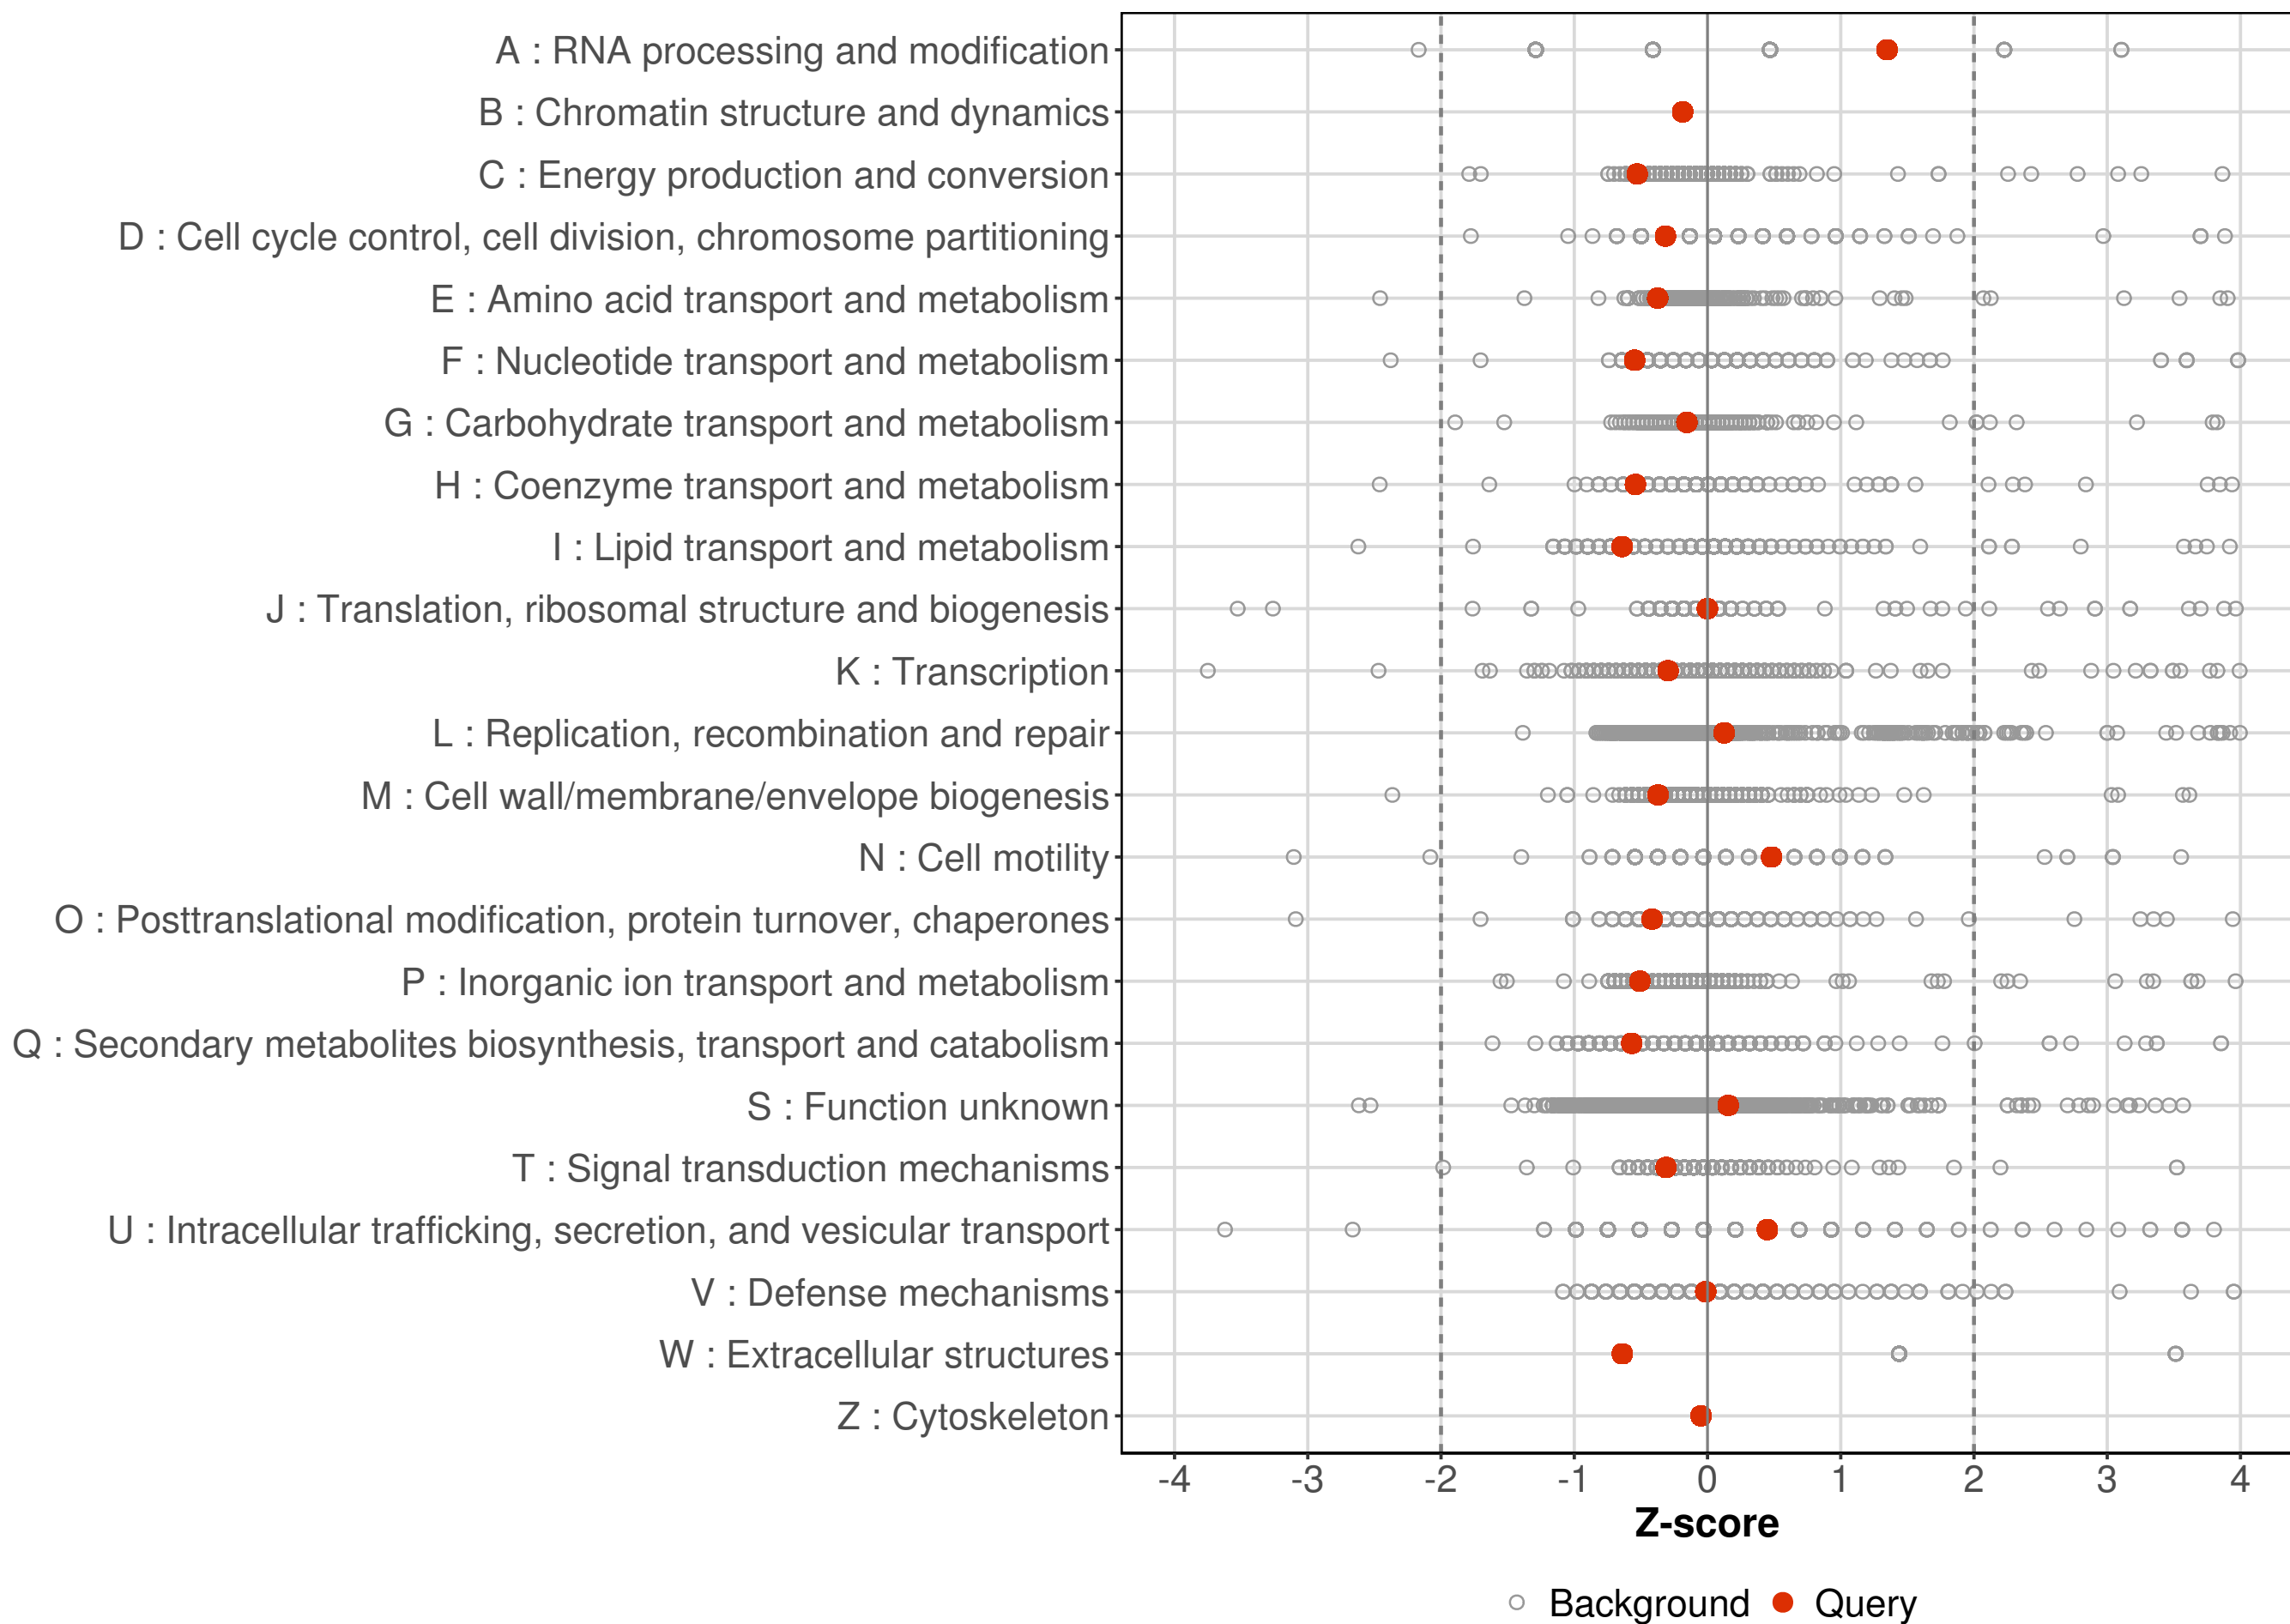 A : RNA processing and modification
B : Chromatin structure and dynamics
C : Energy production and conversion
D : Cell cycle control, cell division, chromosome partitioning
E : Amino acid transport and metabolism
F : Nucleotide transport and metabolism
G : Carbohydrate transport and metabolism
H : Coenzyme transport and metabolism
I : Lipid transport and metabolism
J : Translation, ribosomal structure and biogenesis
K : Transcription
L : Replication, recombination and repair
M : Cell wall/membrane/envelope biogenesis
N : Cell motility
O : Posttranslational modification, protein turnover, chaperones
P : Inorganic ion transport and metabolism
Q : Secondary metabolites biosynthesis, transport and catabolism
S : Function unknown
T : Signal transduction mechanisms
U : Intracellular trafficking, secretion, and vesicular transport
V : Defense mechanisms
W : Extracellular structures
Z : Cytoskeleton
-4 -3 -2 -1 0 1 2 3 4
Z-score
Background Query